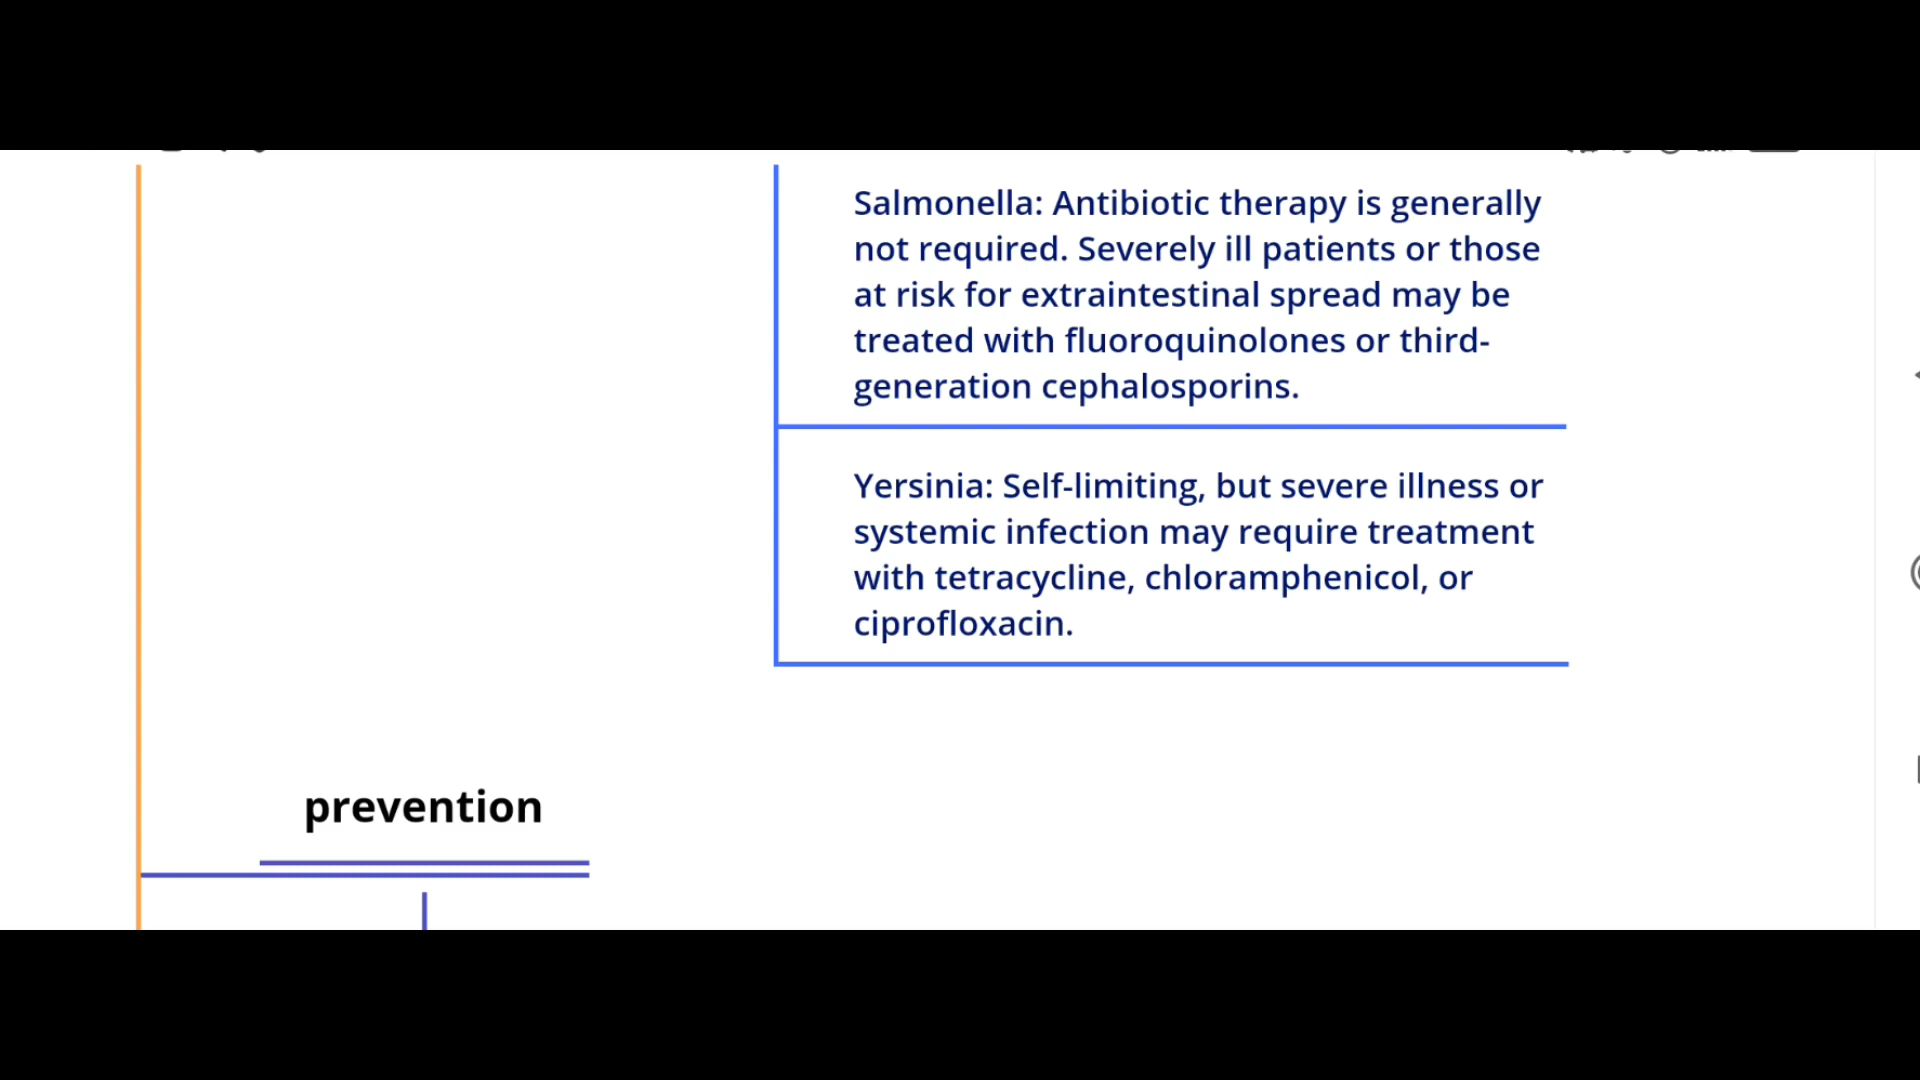 Salmonella: Antibiotic therapy is generally
not required. Severely ill patients or those
at risk for extraintestinal spread may be
treated with fluoroquinolones or third-
generation cephalosporins.
Yersinia: Self-limiting, but severe illness or
systemic infection may require treatment
with tetracycline, chloramphenicol, or
ciprofloxacin.
prevention